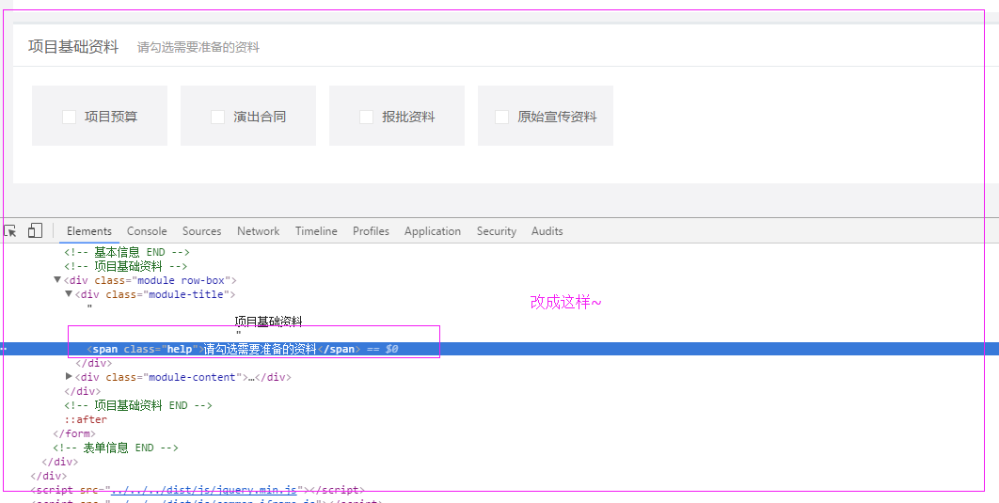 项目基础资料 请勾选需要准备的资料
项目预算 演出合同 报批资料 原始宣传资料
Elements Console Sources Network Timeline Profiles Application Security Audits
<!-- 基本信息 END -->
<!-- 项目基础资料 -->
▼<div class="module row-box">
▼<div class="module-title">
"
项目基础资料
"
<span class="help">请勾选需要准备的资料</span> == $0
</div>
▶<div class="module-content">…</div>
</div>
<!-- 项目基础资料 END -->
::after
</form>
<!-- 表单信息 END -->
</div>
</div>
<script src="../../../dist/js/jquery.min.js"></script>
<script src="../../../dist/js/common.iframe.js"></script>
改成这样~